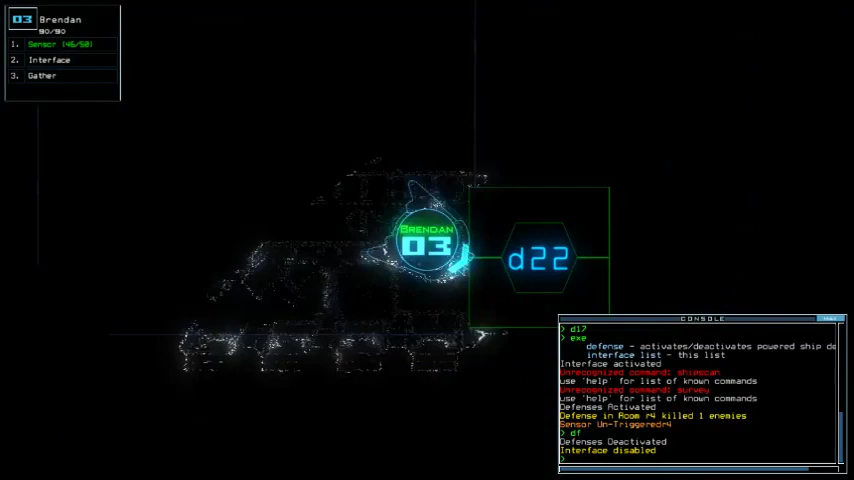 03 Brendan
90/90
1. Sensor (46/50)
2. Interface
3. Gather
BRENDAN
03
d22
CONSOLE
> d17
> exe
defense - activates/deactivates powered ship de
interface list - this list
Interface activated
Unrecognized command: shipscan
use 'help' for list of known commands
Unrecognized command: survey
use 'help' for list of known commands
Defenses Activated
Defense in Room r4 killed 1 enemies
Sensor Un-Triggeredr4
> df
Defenses Deactivated
Interface disabled
>